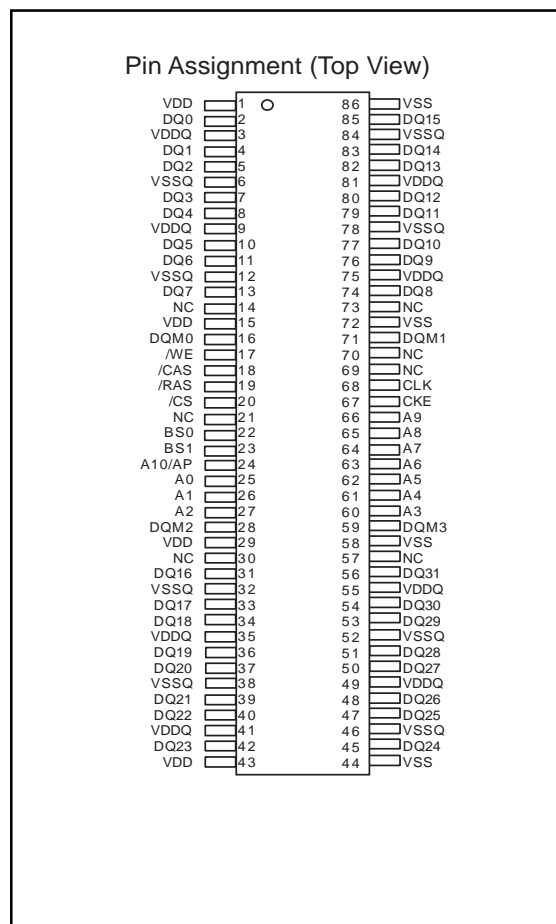 Pin Assignment (Top View)
VDD 1 86 VSS
DQ0 2 85 DQ15
VDDQ 3 84 VSSQ
DQ1 4 83 DQ14
DQ2 5 82 DQ13
VSSQ 6 81 VDDQ
DQ3 7 80 DQ12
DQ4 8 79 DQ11
VDDQ 9 78 VSSQ
DQ5 10 77 DQ10
DQ6 11 76 DQ9
VSSQ 12 75 VDDQ
DQ7 13 74 DQ8
NC 14 73 NC
VDD 15 72 VSS
DQM0 16 71 DQM1
/WE 17 70 NC
/CAS 18 69 NC
/RAS 19 68 CLK
/CS 20 67 CKE
NC 21 66 A9
BS0 22 65 A8
BS1 23 64 A7
A10/AP 24 63 A6
A0 25 62 A5
A1 26 61 A4
A2 27 60 A3
DQM2 28 59 DQM3
VDD 29 58 VSS
NC 30 57 NC
DQ16 31 56 DQ31
VSSQ 32 55 VDDQ
DQ17 33 54 DQ30
DQ18 34 53 DQ29
VDDQ 35 52 VSSQ
DQ19 36 51 DQ28
DQ20 37 50 DQ27
VSSQ 38 49 VDDQ
DQ21 39 48 DQ26
DQ22 40 47 DQ25
VDDQ 41 46 VSSQ
DQ23 42 45 DQ24
VDD 43 44 VSS